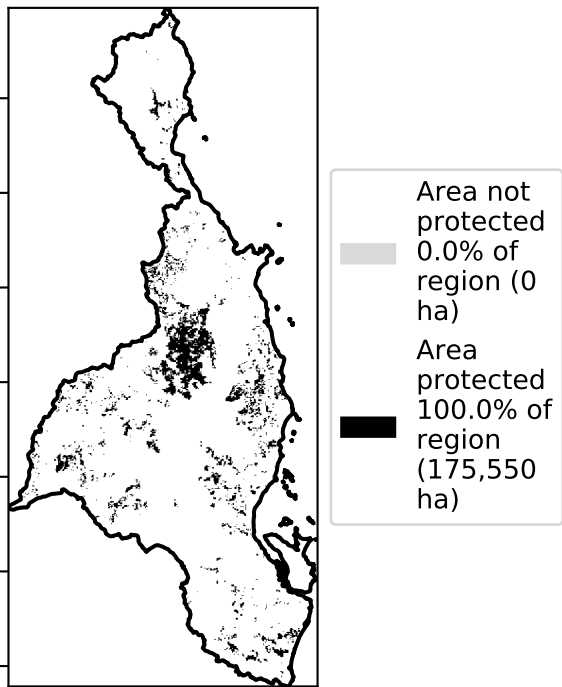 Area not
protected
0.0% of
region (0
ha)
Area
protected
100.0% of
region
(175,550
ha)